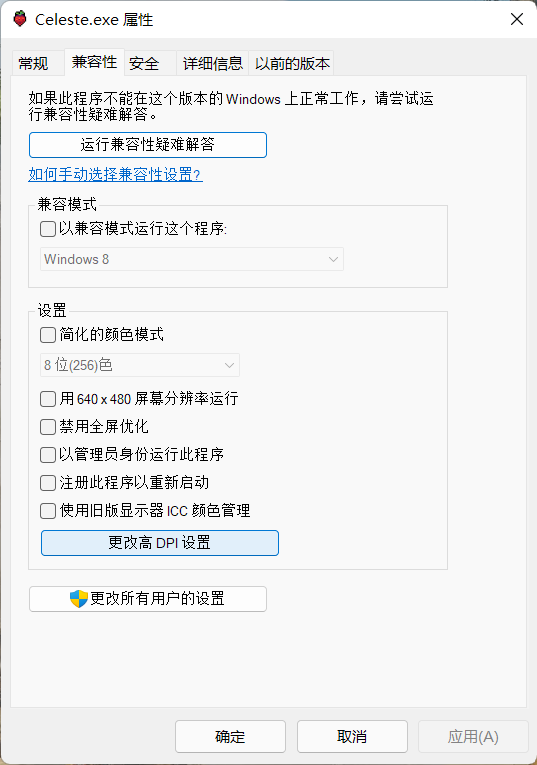 Celeste.exe 属性
常规 兼容性 安全 详细信息 以前的版本
如果此程序不能在这个版本的 Windows 上正常工作，请尝试运
行兼容性疑难解答。
运行兼容性疑难解答
如何手动选择兼容性设置?
兼容模式
以兼容模式运行这个程序:
Windows 8
设置
简化的颜色模式
8 位(256)色
用 640 x 480 屏幕分辨率运行
禁用全屏优化
以管理员身份运行此程序
注册此程序以重新启动
使用旧版显示器 ICC 颜色管理
更改高 DPI 设置
更改所有用户的设置
确定 取消 应用(A)